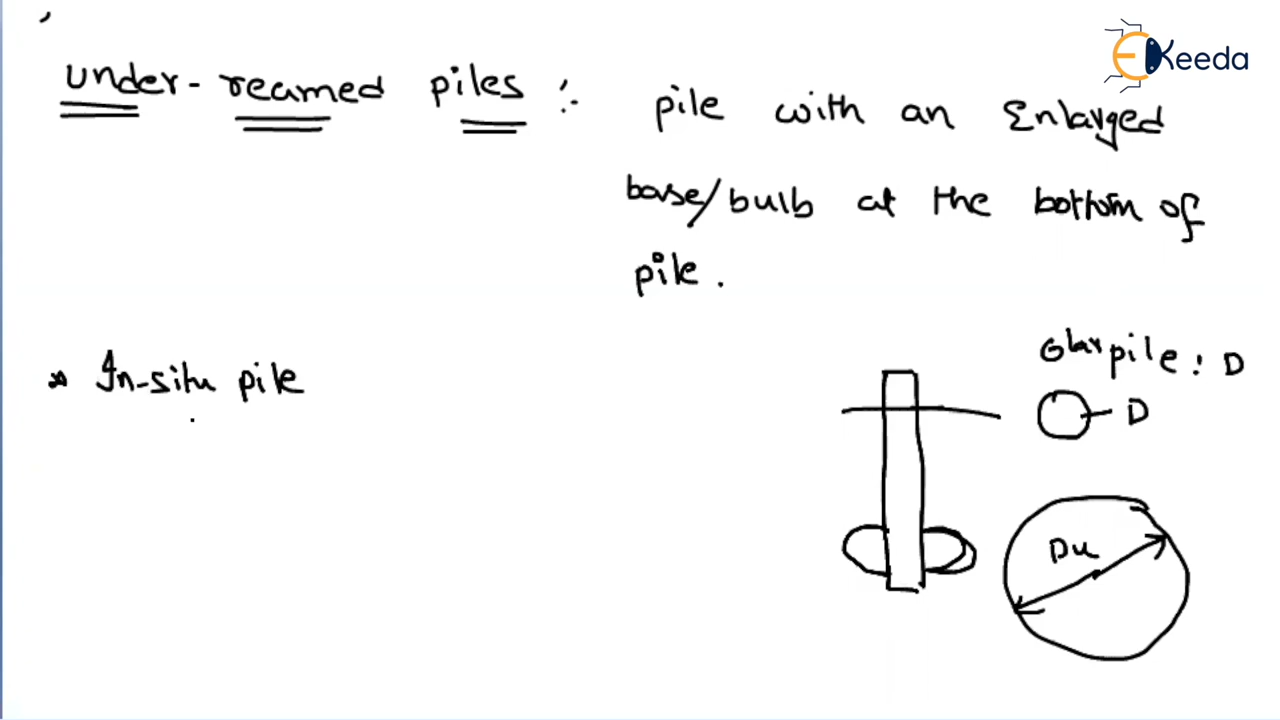 EKeeda
Under-reamed piles :- pile with an Enlarged
base/bulb at the bottom of
pile.
* In-situ pile
pile : D
D
Du